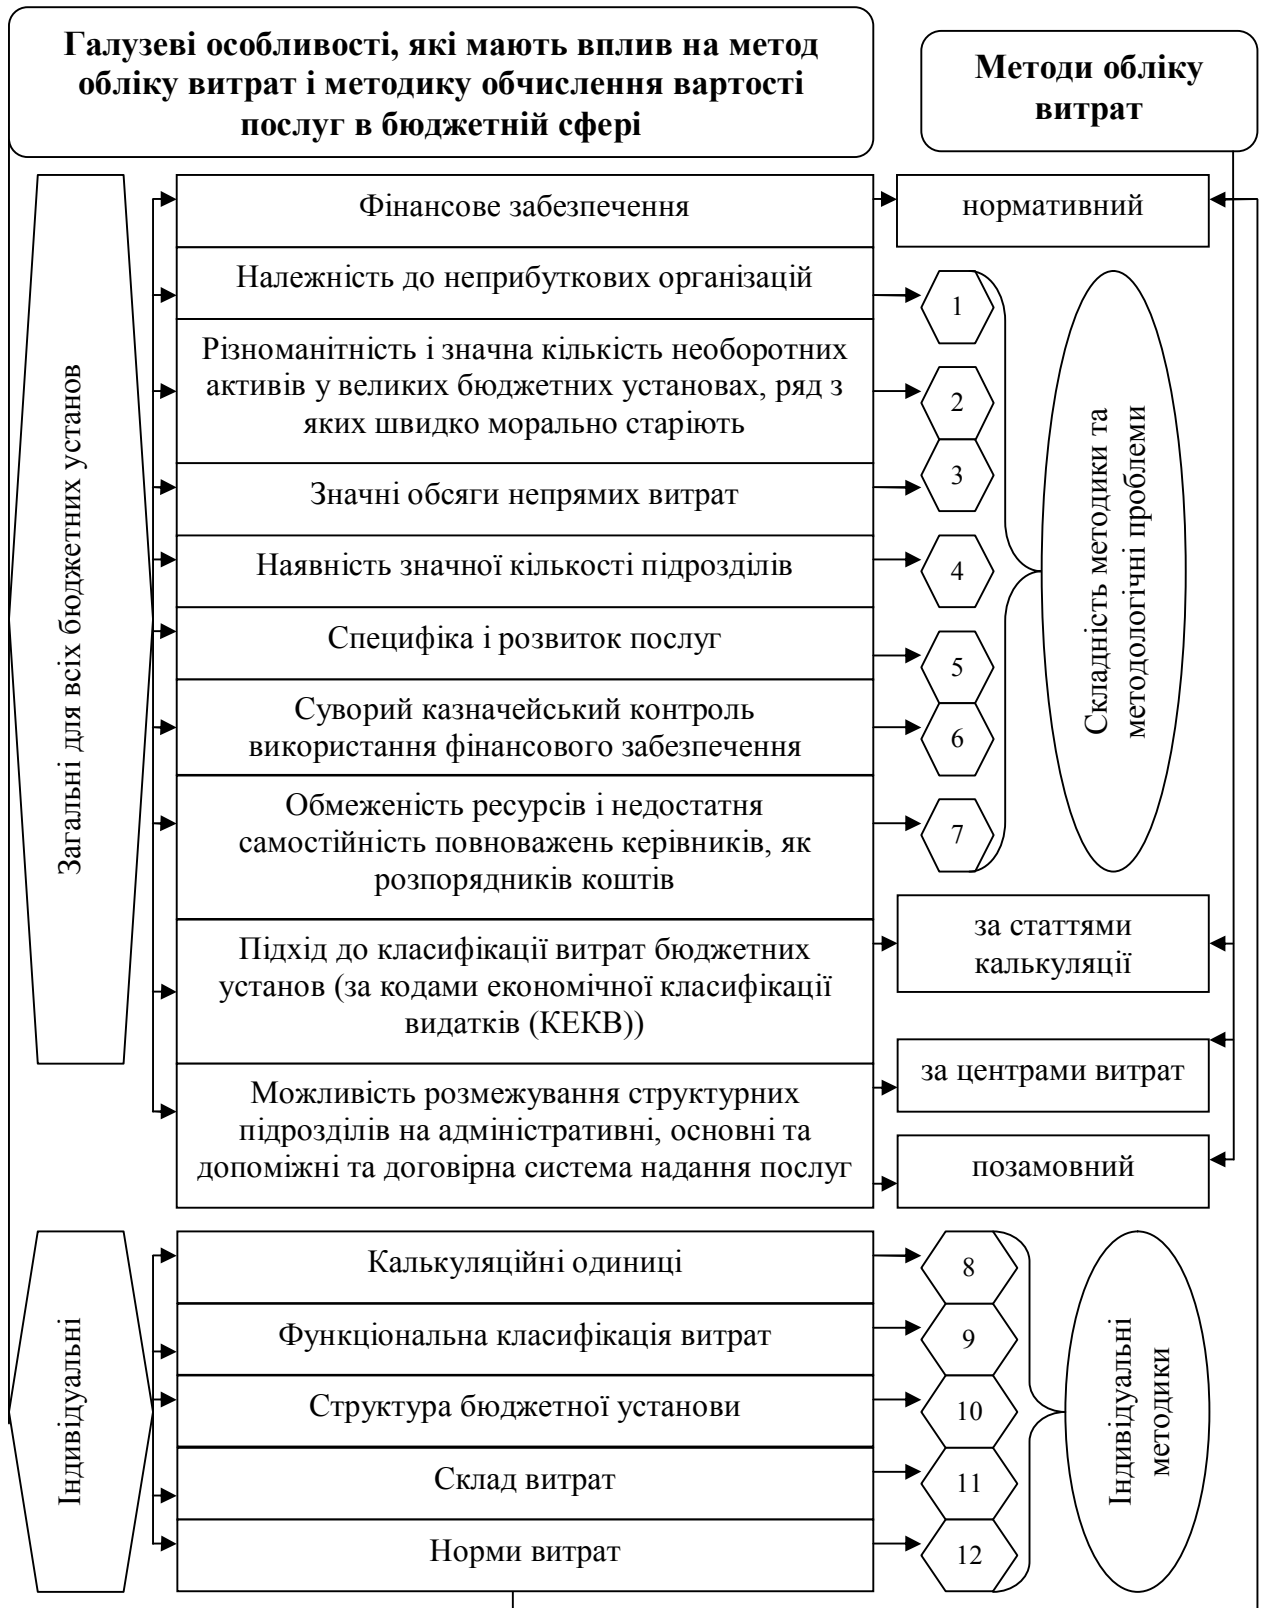 Галузеві особливості, які мають вплив на метод
обліку витрат і методику обчислення вартості
послуг в бюджетній сфері
Методи обліку
витрат
Загальні для всіх бюджетних установ
Фінансове забезпечення
нормативний
Належність до неприбуткових організацій
1
Різноманітність і значна кількість необоротних
активів у великих бюджетних установах, ряд з
яких швидко морально старіють
2
Значні обсяги непрямих витрат
3
Наявність значної кількості підрозділів
4
Специфіка і розвиток послуг
5
Суворий казначейський контроль
використання фінансового забезпечення
6
Обмеженість ресурсів і недостатня
самостійність повноважень керівників, як
розпорядників коштів
7
Складність методики та
методологічні проблеми
Підхід до класифікації витрат бюджетних
установ (за кодами економічної класифікації
видатків (КЕКВ))
за статтями
калькуляції
Можливість розмежування структурних
підрозділів на адміністративні, основні та
допоміжні та договірна система надання послуг
за центрами витрат
позамовний
Індивідуальні
Калькуляційні одиниці
8
Функціональна класифікація витрат
9
Структура бюджетної установи
10
Склад витрат
11
Норми витрат
12
Індивідуальні
методики